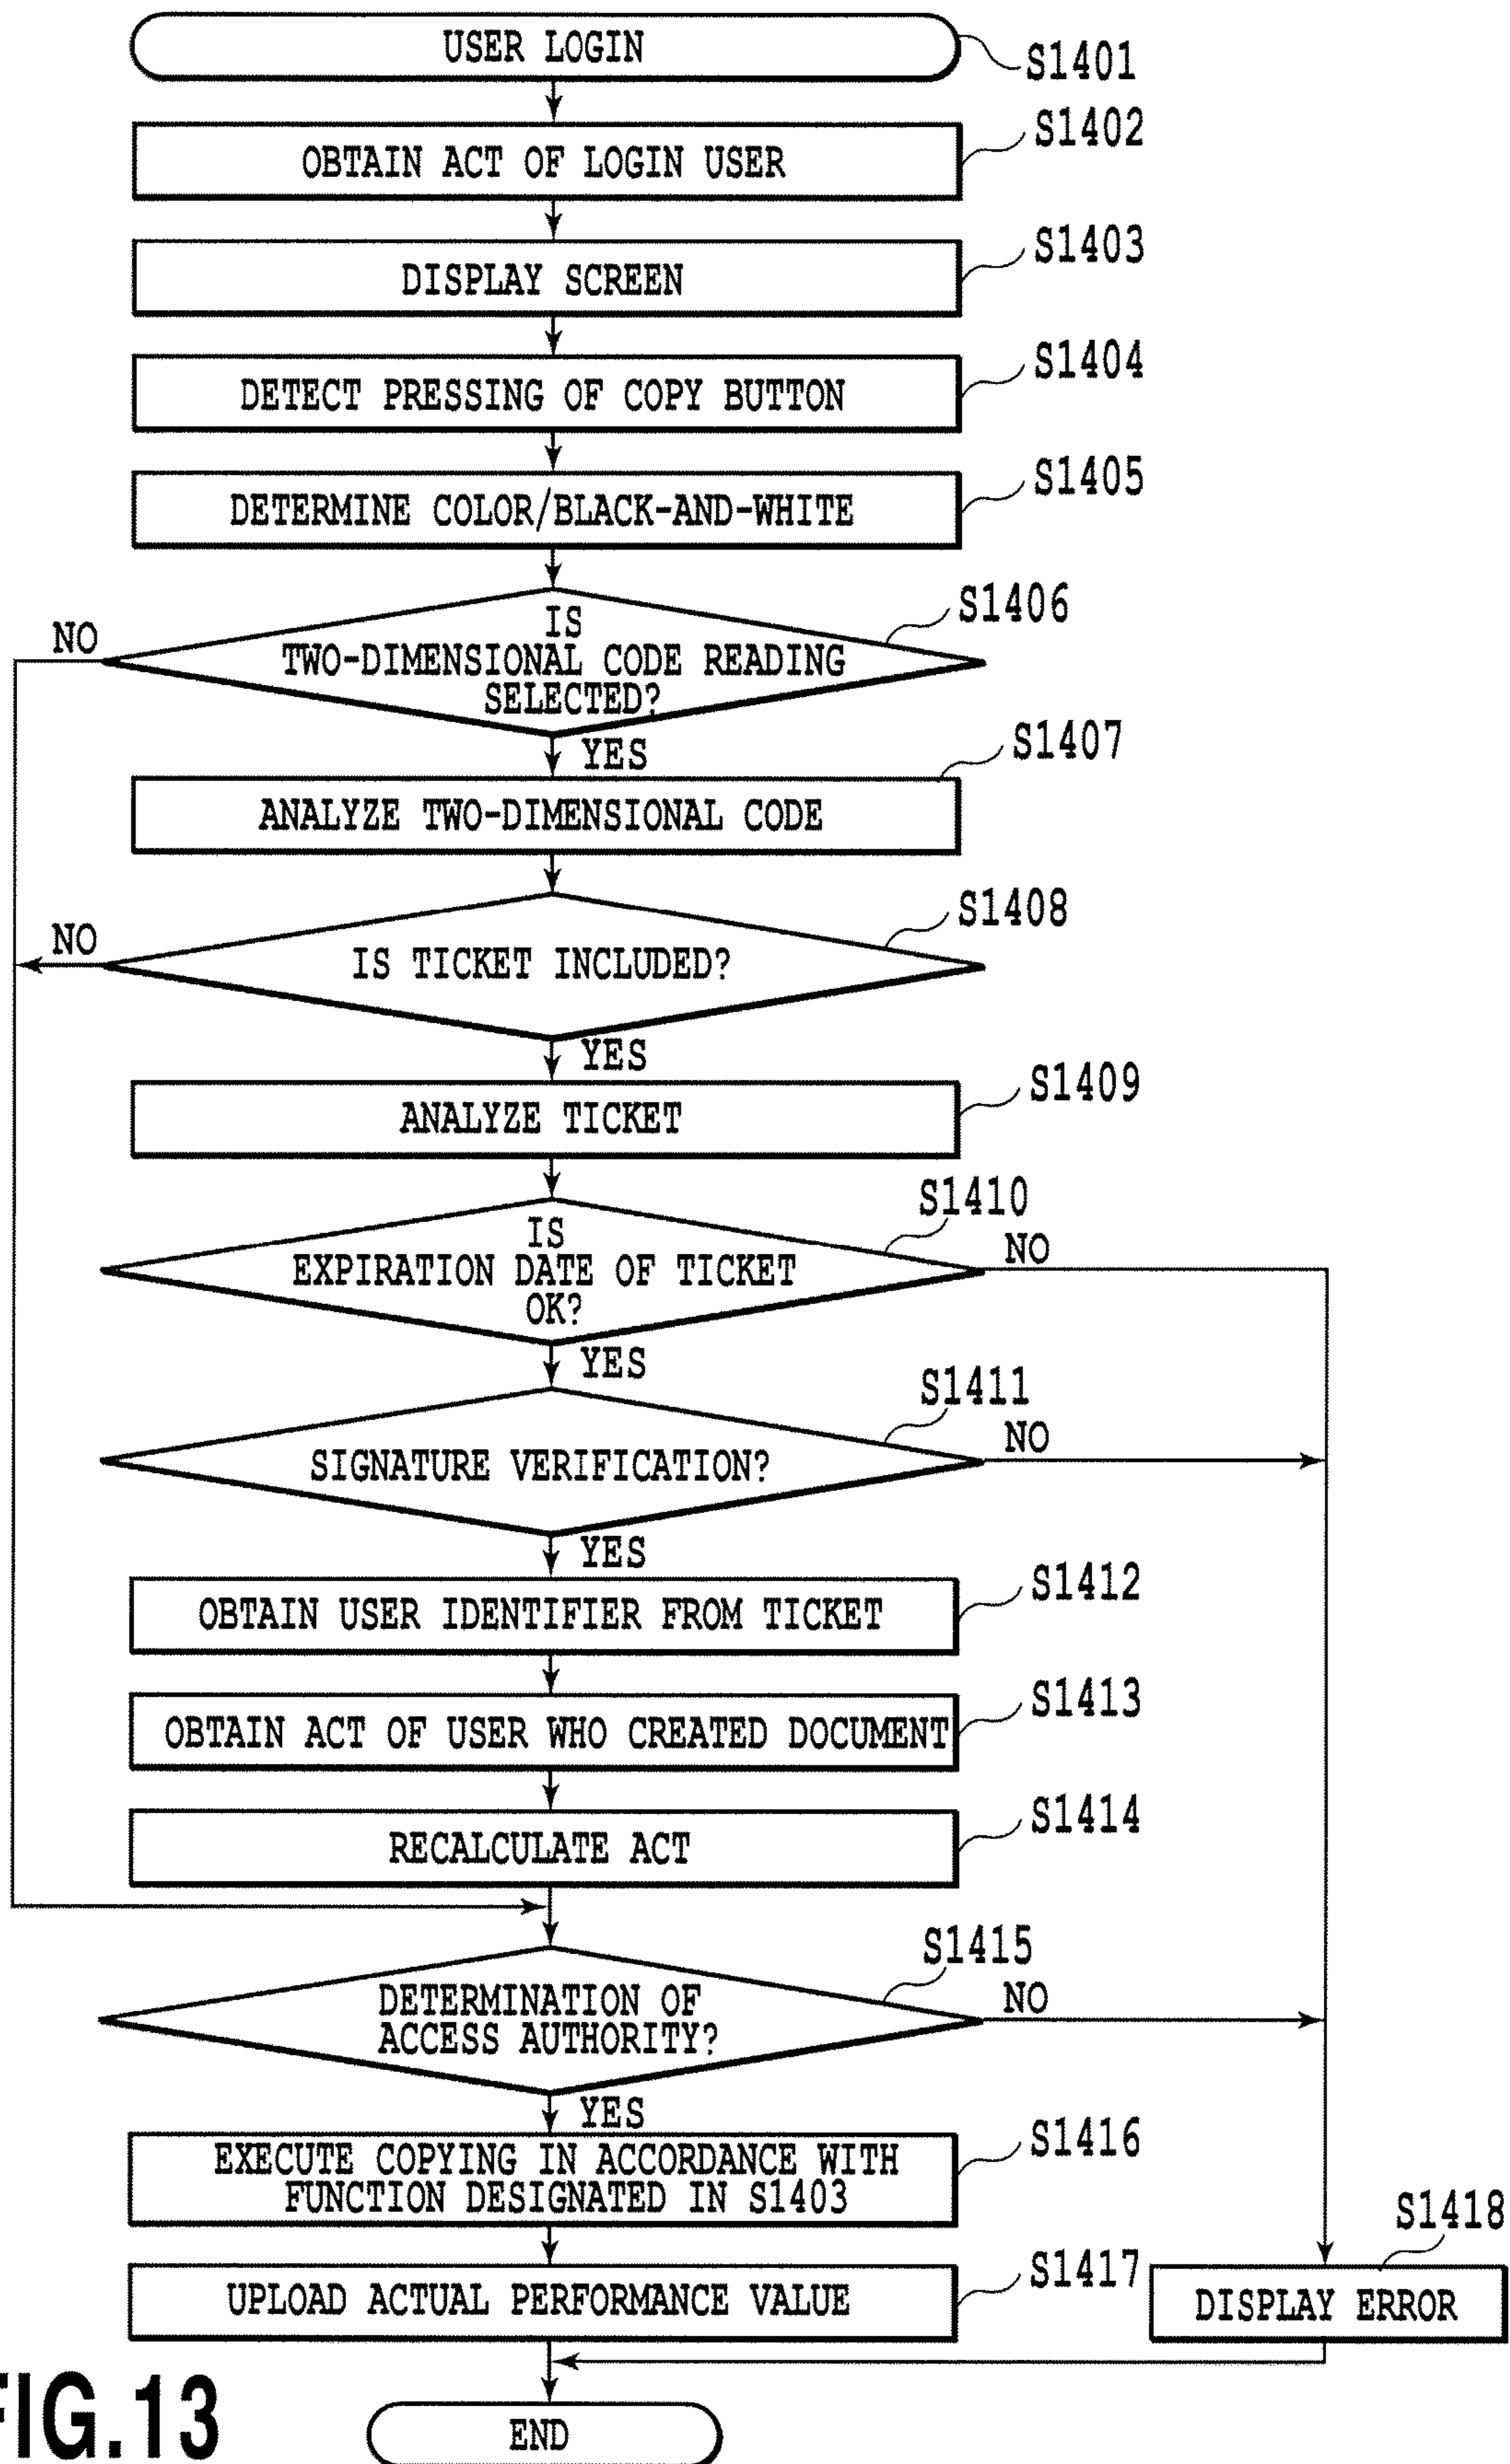 USER LOGIN
S1401
S1402
OBTAIN ACT OF LOGIN USER
S1403
DISPLAY SCREEN
S1404
DETECT PRESSING OF COPY BUTTON
S1405
DETERMINE COLOR/BLACK-AND-WHITE
S1406
NO
IS
TWO-DIMENSIONAL CODE READING
SELECTED?
YES
S1407
ANALYZE TWO-DIMENSIONAL CODE
S1408
NO
IS TICKET INCLUDED?
YES
S1409
ANALYZE TICKET
S1410
IS
EXPIRATION DATE OF TICKET
OK?
NO
YES
S1411
NO
SIGNATURE VERIFICATION?
YES
S1412
OBTAIN USER IDENTIFIER FROM TICKET
S1413
OBTAIN ACT OF USER WHO CREATED DOCUMENT
S1414
RECALCULATE ACT
S1415
DETERMINATION OF
ACCESS AUTHORITY?
NO
YES
S1416
EXECUTE COPYING IN ACCORDANCE WITH
FUNCTION DESIGNATED IN S1403
S1417
UPLOAD ACTUAL PERFORMANCE VALUE
S1418
DISPLAY ERROR
END
FIG.13